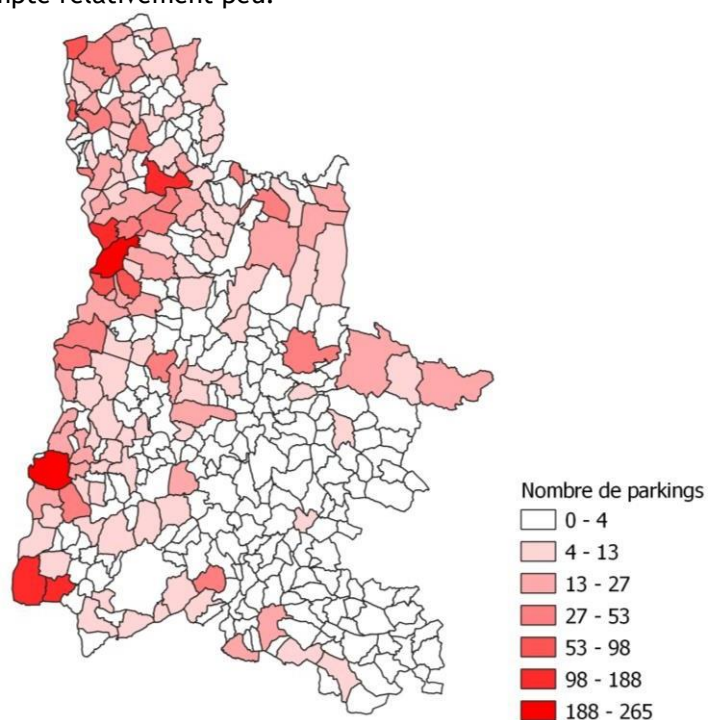 mpte relativement peu.
Nombre de parkings
0 - 4
4 - 13
13 - 27
27 - 53
53 - 98
98 - 188
188 - 265